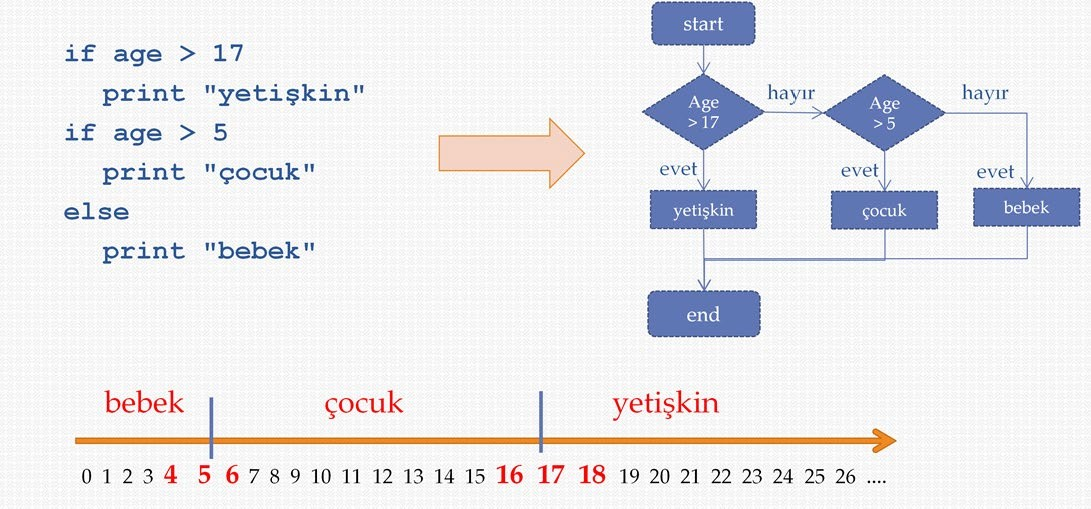 if age > 17
print "yetişkin"
if age > 5
print "çocuk"
else
print "bebek"
start
Age
> 17
hayır
Age
> 5
hayır
evet
evet
evet
yetişkin
çocuk
bebek
end
bebek
çocuk
yetişkin
0 1 2 3 4 5 6 7 8 9 10 11 12 13 14 15 16 17 18 19 20 21 22 23 24 25 26 ....